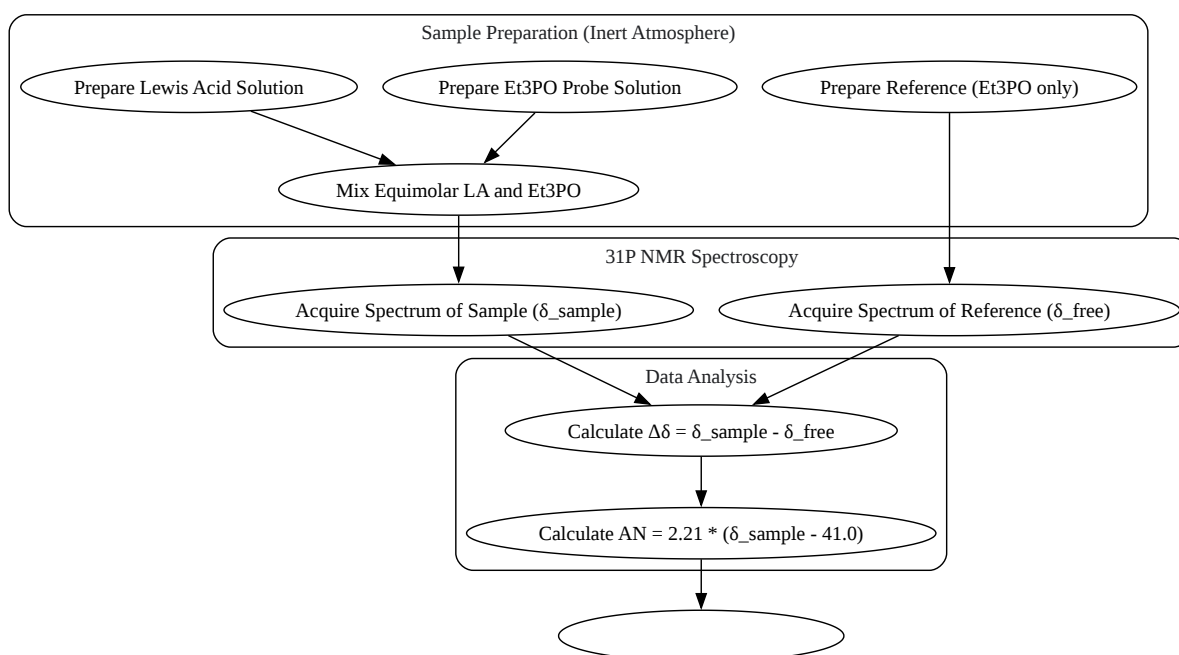 Sample Preparation (Inert Atmosphere)
Prepare Lewis Acid Solution
Prepare Et3PO Probe Solution
Prepare Reference (Et3PO only)
Mix Equimolar LA and Et3PO
31P NMR Spectroscopy
Acquire Spectrum of Sample (δ_sample)
Acquire Spectrum of Reference (δ_free)
Data Analysis
Calculate Δδ = δ_sample - δ_free
Calculate AN = 2.21 * (δ_sample - 41.0)